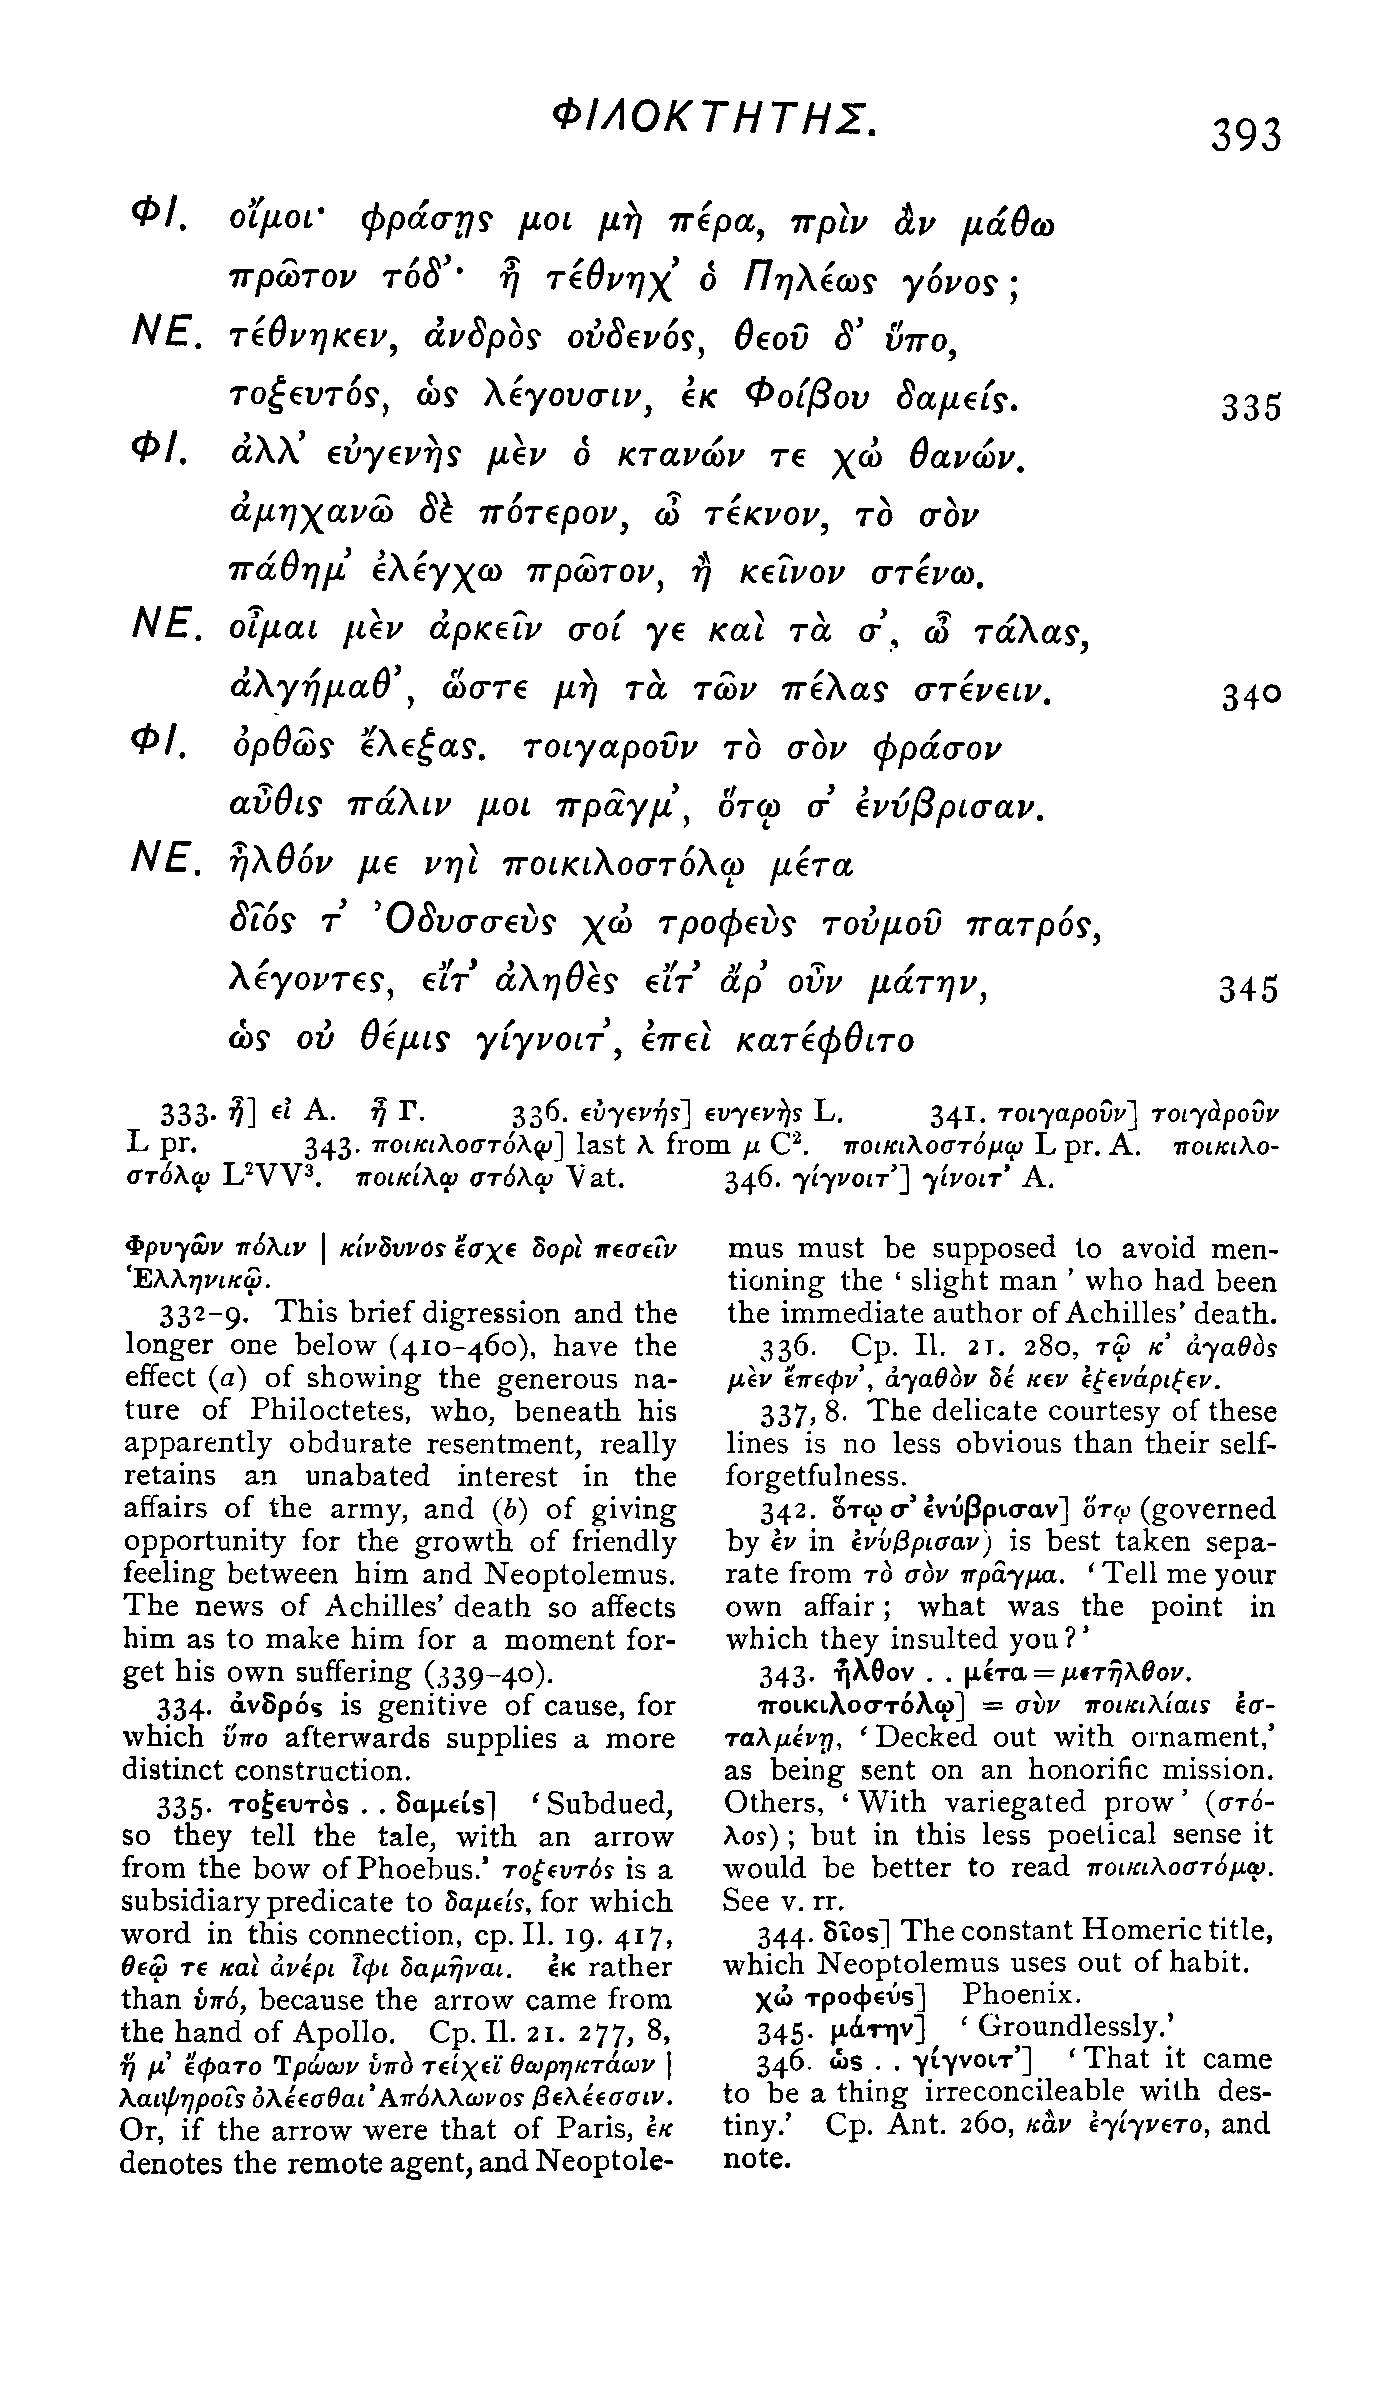 ΦΙΛΟΚΤΗΤΗΣ.
393
ΦΙ. οἴμοι· φράσῃς μοι μὴ πέρα, πρὶν ἂν μάθω
πρῶτον τόδ’· ἦ τέθνηχ’ ὁ Πηλέως γόνος;
ΝΕ. τέθνηκεν, ἀνδρὸς οὐδενός, θεοῦ δ’ ὕπο,
τοξευτός, ὡς λέγουσιν, ἐκ Φοίβου δαμείς. 335
ΦΙ. ἀλλ’ εὐγενὴς μὲν ὁ κτανών τε χὠ θανών.
ἀμηχανῶ δὲ πότερον, ὦ τέκνον, τὸ σὸν
πάθημ’ ἐλέγχω πρῶτον, ἢ κεῖνον στένω.
ΝΕ. οἶμαι μὲν ἀρκεῖν σοί γε καὶ τὰ σ’, ὦ τάλας,
ἀλγήμαθ’, ὥστε μὴ τὰ τῶν πέλας στένειν. 340
ΦΙ. ὀρθῶς ἔλεξας. τοιγαροῦν τὸ σὸν φράσον
αὖθις πάλιν μοι πρᾶγμ’, ὅτῳ σ’ ἐνύβρισαν.
ΝΕ. ἦλθόν με νηὶ ποικιλοστόλῳ μέτα
δῖός τ’ Ὀδυσσεὺς χὠ τροφεὺς τοὐμοῦ πατρός,
λέγοντες, εἴτ’ ἀληθὲς εἴτ’ ἄρ’ οὖν μάτην, 345
ὡς οὐ θέμις γίγνοιτ’, ἐπεὶ κατέφθιτο
333. ἦ] εἰ A. ἢ Γ. 336. εὐγενής] ευγενὴς L. 341. τοιγαροῦν] τοιγὰροῦν
L pr. 343. ποικιλοστόλῳ] last λ from μ C². ποικιλοστόμῳ L pr. A. ποικιλο-
στόλῳ L²VV³. ποικίλῳ στόλῳ Vat. 346. γίγνοιτ’] γίνοιτ’ A.
Φρυγῶν πόλιν | κίνδυνος ἔσχε δορὶ πεσεῖν
Ἑλληνικῷ.
332-9. This brief digression and the
longer one below (410-460), have the
effect (a) of showing the generous na-
ture of Philoctetes, who, beneath his
apparently obdurate resentment, really
retains an unabated interest in the
affairs of the army, and (b) of giving
opportunity for the growth of friendly
feeling between him and Neoptolemus.
The news of Achilles’ death so affects
him as to make him for a moment for-
get his own suffering (339-40).
334. ἀνδρός is genitive of cause, for
which ὕπο afterwards supplies a more
distinct construction.
335. τοξευτὸς . . δαμείς] ‘Subdued,
so they tell the tale, with an arrow
from the bow of Phoebus.’ τοξευτός is a
subsidiary predicate to δαμείς, for which
word in this connection, cp. Il. 19. 417,
θεῷ τε καὶ ἀνέρι ἶφι δαμῆναι. ἐκ rather
than ὑπό, because the arrow came from
the hand of Apollo. Cp. Il. 21. 277, 8,
ἥ μ’ ἔφατο Τρώων ὑπὸ τείχεϊ θωρηκτάων |
λαιψηροῖς ὀλέεσθαι Ἀπόλλωνος βελέεσσιν.
Or, if the arrow were that of Paris, ἐκ
denotes the remote agent, and Neoptole-
mus must be supposed to avoid men-
tioning the ‘slight man’ who had been
the immediate author of Achilles’ death.
336. Cp. Il. 21. 280, τῷ κ’ ἀγαθὸς
μὲν ἔπεφν’, ἀγαθὸν δέ κεν ἐξενάριξεν.
337, 8. The delicate courtesy of these
lines is no less obvious than their self-
forgetfulness.
342. ὅτῳ σ’ ἐνύβρισαν] ὅτῳ (governed
by ἐν in ἐνύβρισαν) is best taken sepa-
rate from τὸ σὸν πρᾶγμα. ‘Tell me your
own affair; what was the point in
which they insulted you?’
343. ἦλθον . . μέτα = μετῆλθον.
ποικιλοστόλῳ] = σὺν ποικιλίαις ἐσ-
ταλμένῃ, ‘Decked out with ornament,’
as being sent on an honorific mission.
Others, ‘With variegated prow’ (στό-
λος); but in this less poetical sense it
would be better to read ποικιλοστόμῳ.
See v. rr.
344. δῖος] The constant Homeric title,
which Neoptolemus uses out of habit.
χὠ τροφεύς] Phoenix.
345. μάτην] ‘Groundlessly.’
346. ὡς . . γίγνοιτ’] ‘That it came
to be a thing irreconcileable with des-
tiny.’ Cp. Ant. 260, κἂν ἐγίγνετο, and
note.